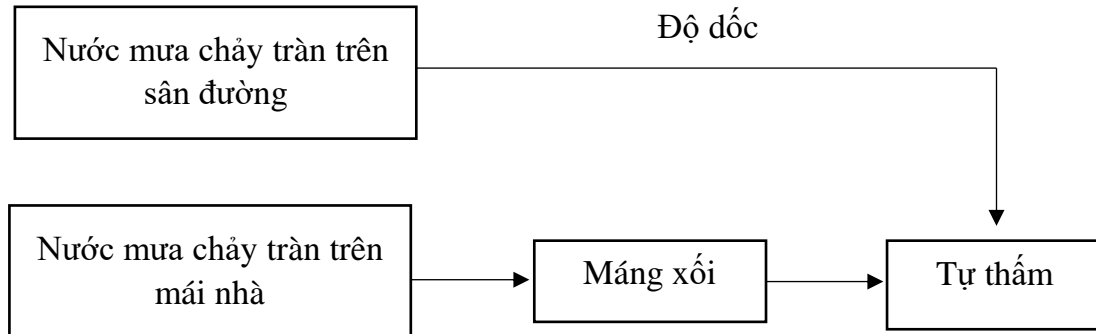 Nước mưa chảy tràn trên
sân đường
Độ dốc
Nước mưa chảy tràn trên
mái nhà
Máng xối
Tự thấm